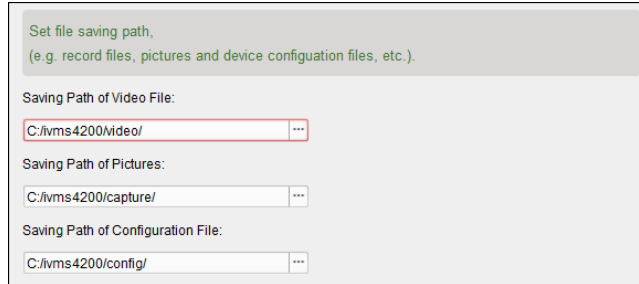 Set file saving path,
(e.g. record files, pictures and device configuation files, etc.).
Saving Path of Video File:
C:/ivms4200/video/
Saving Path of Pictures:
C:/ivms4200/capture/
Saving Path of Configuration File:
C:/ivms4200/config/